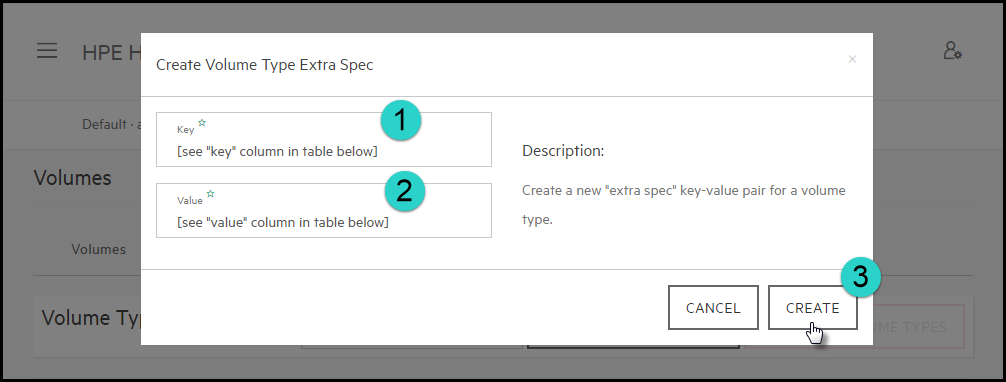 HPE H
Create Volume Type Extra Spec
×
1
Key ☆
[see "key" column in table below]
2
Value ☆
[see "value" column in table below]
Description:
Create a new "extra spec" key-value pair for a volume
type.
Default · a
Volumes
Volumes
3
CANCEL
CREATE
Volume Typ
ME TYPES